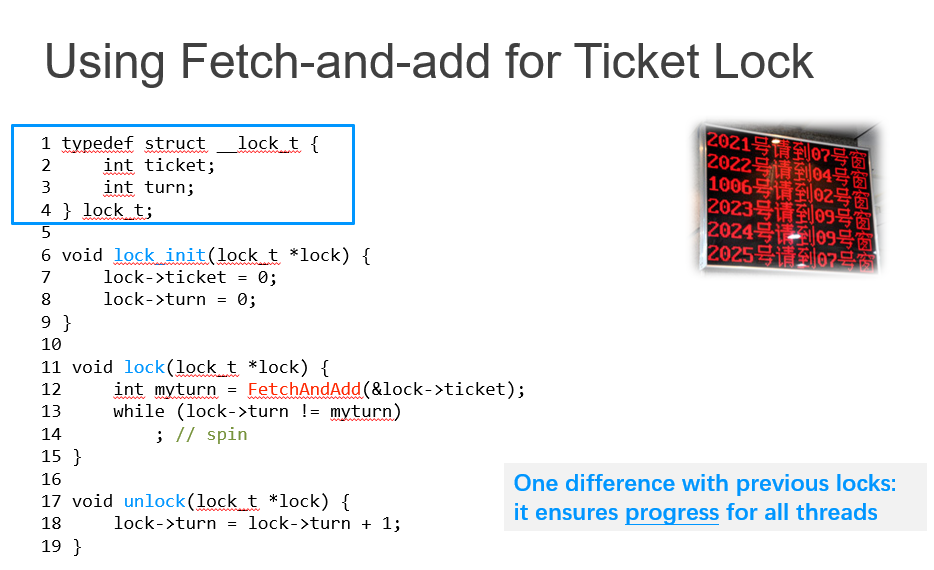 Using Fetch-and-add for Ticket Lock
1 typedef struct __lock_t {
2     int ticket;
3     int turn;
4 } lock_t;
5
6 void lock_init(lock_t *lock) {
7     lock->ticket = 0;
8     lock->turn = 0;
9 }
10
11 void lock(lock_t *lock) {
12     int myturn = FetchAndAdd(&lock->ticket);
13     while (lock->turn != myturn)
14         ; // spin
15 }
16
17 void unlock(lock_t *lock) {
18     lock->turn = lock->turn + 1;
19 }
2021号请到07号窗
2022号请到04号窗
1006号请到02号窗
2023号请到09号窗
2024号请到09号窗
2025号请到07号窗
One difference with previous locks:
it ensures progress for all threads